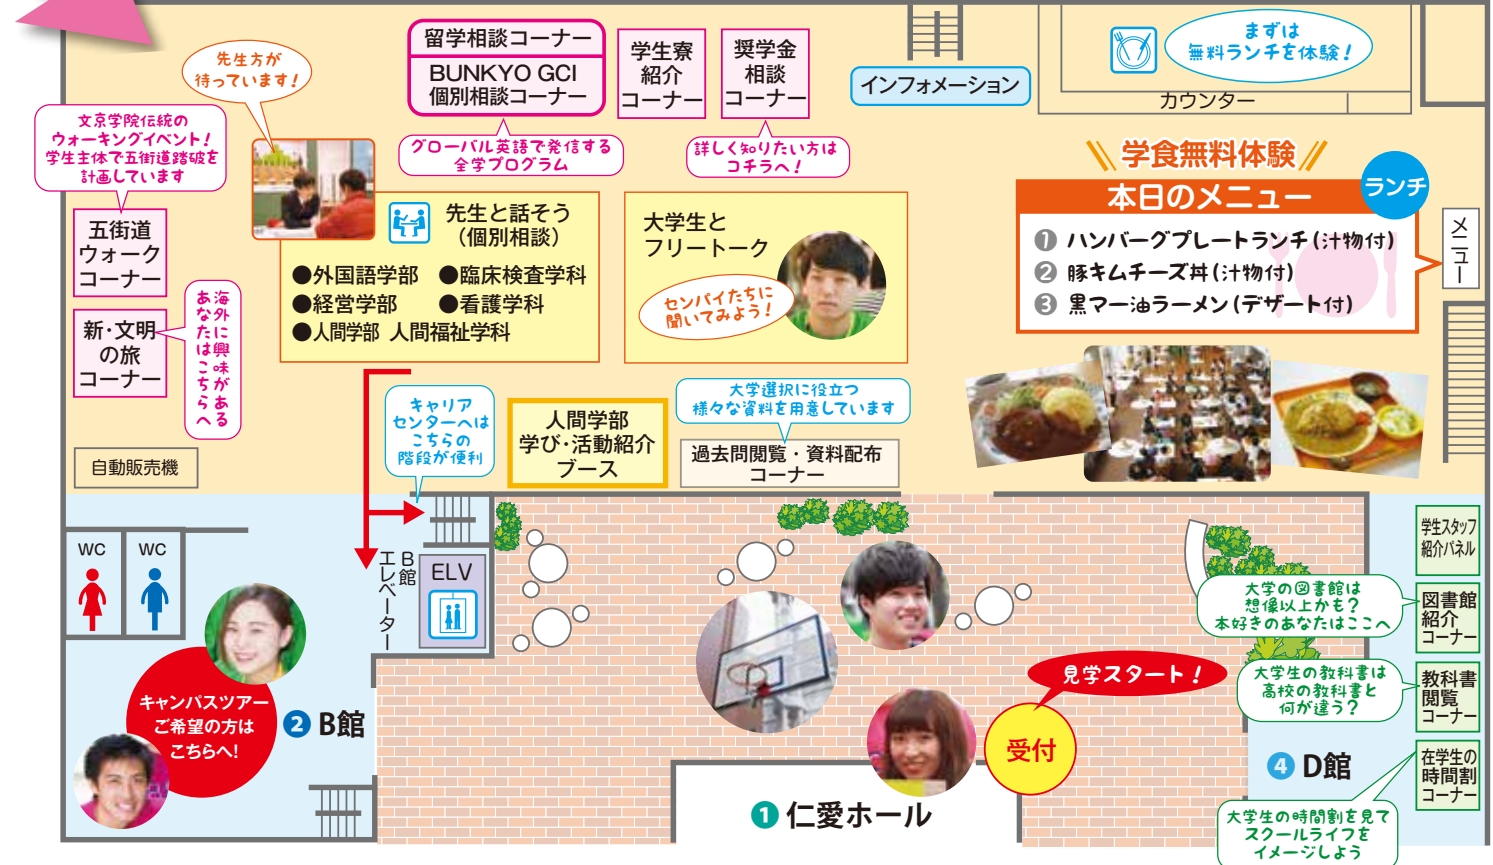 先生方が
待っています!
留学相談コーナー
BUNKYO GCI
個別相談コーナー
グローバル英語で発信する
全学プログラム
学生寮
紹介
コーナー
奨学金
相談
コーナー
詳しく知りたい方は
コチラへ!
インフォメーション
まずは
無料ランチを体験!
カウンター
文京学院伝統の
ウォーキングイベント!
学生主体で五街道踏破を
計画しています
五街道
ウォーク
コーナー
新・文明
の旅
コーナー
海外に興味がある
あなたはこちらへ
自動販売機
先生と話そう
(個別相談)
●外国語学部 ●臨床検査学科
●経営学部 ●看護学科
●人間学部 人間福祉学科
大学生と
フリートーク
センパイたちに
聞いてみよう!
学食無料体験
本日のメニュー
ランチ
❶ ハンバーグプレートランチ(汁物付)
❷ 豚キムチーズ丼(汁物付)
❸ 黒マー油ラーメン(デザート付)
メニュー
キャリア
センターへは
こちらの
階段が便利
人間学部
学び・活動紹介
ブース
大学選択に役立つ
様々な資料を用意しています
過去問閲覧・資料配布
コーナー
WC
WC
B館
エレベーター
ELV
キャンパスツアー
ご希望の方は
こちらへ!
❷ B館
見学スタート!
受付
❶ 仁愛ホール
❹ D館
学生スタッフ
紹介パネル
大学の図書館は
想像以上かも?
本好きのあなたはここへ
図書館
紹介
コーナー
大学生の教科書は
高校の教科書と
何が違う?
教科書
閲覧
コーナー
在学生の
時間割
コーナー
大学生の時間割を見て
スクールライフを
イメージしよう